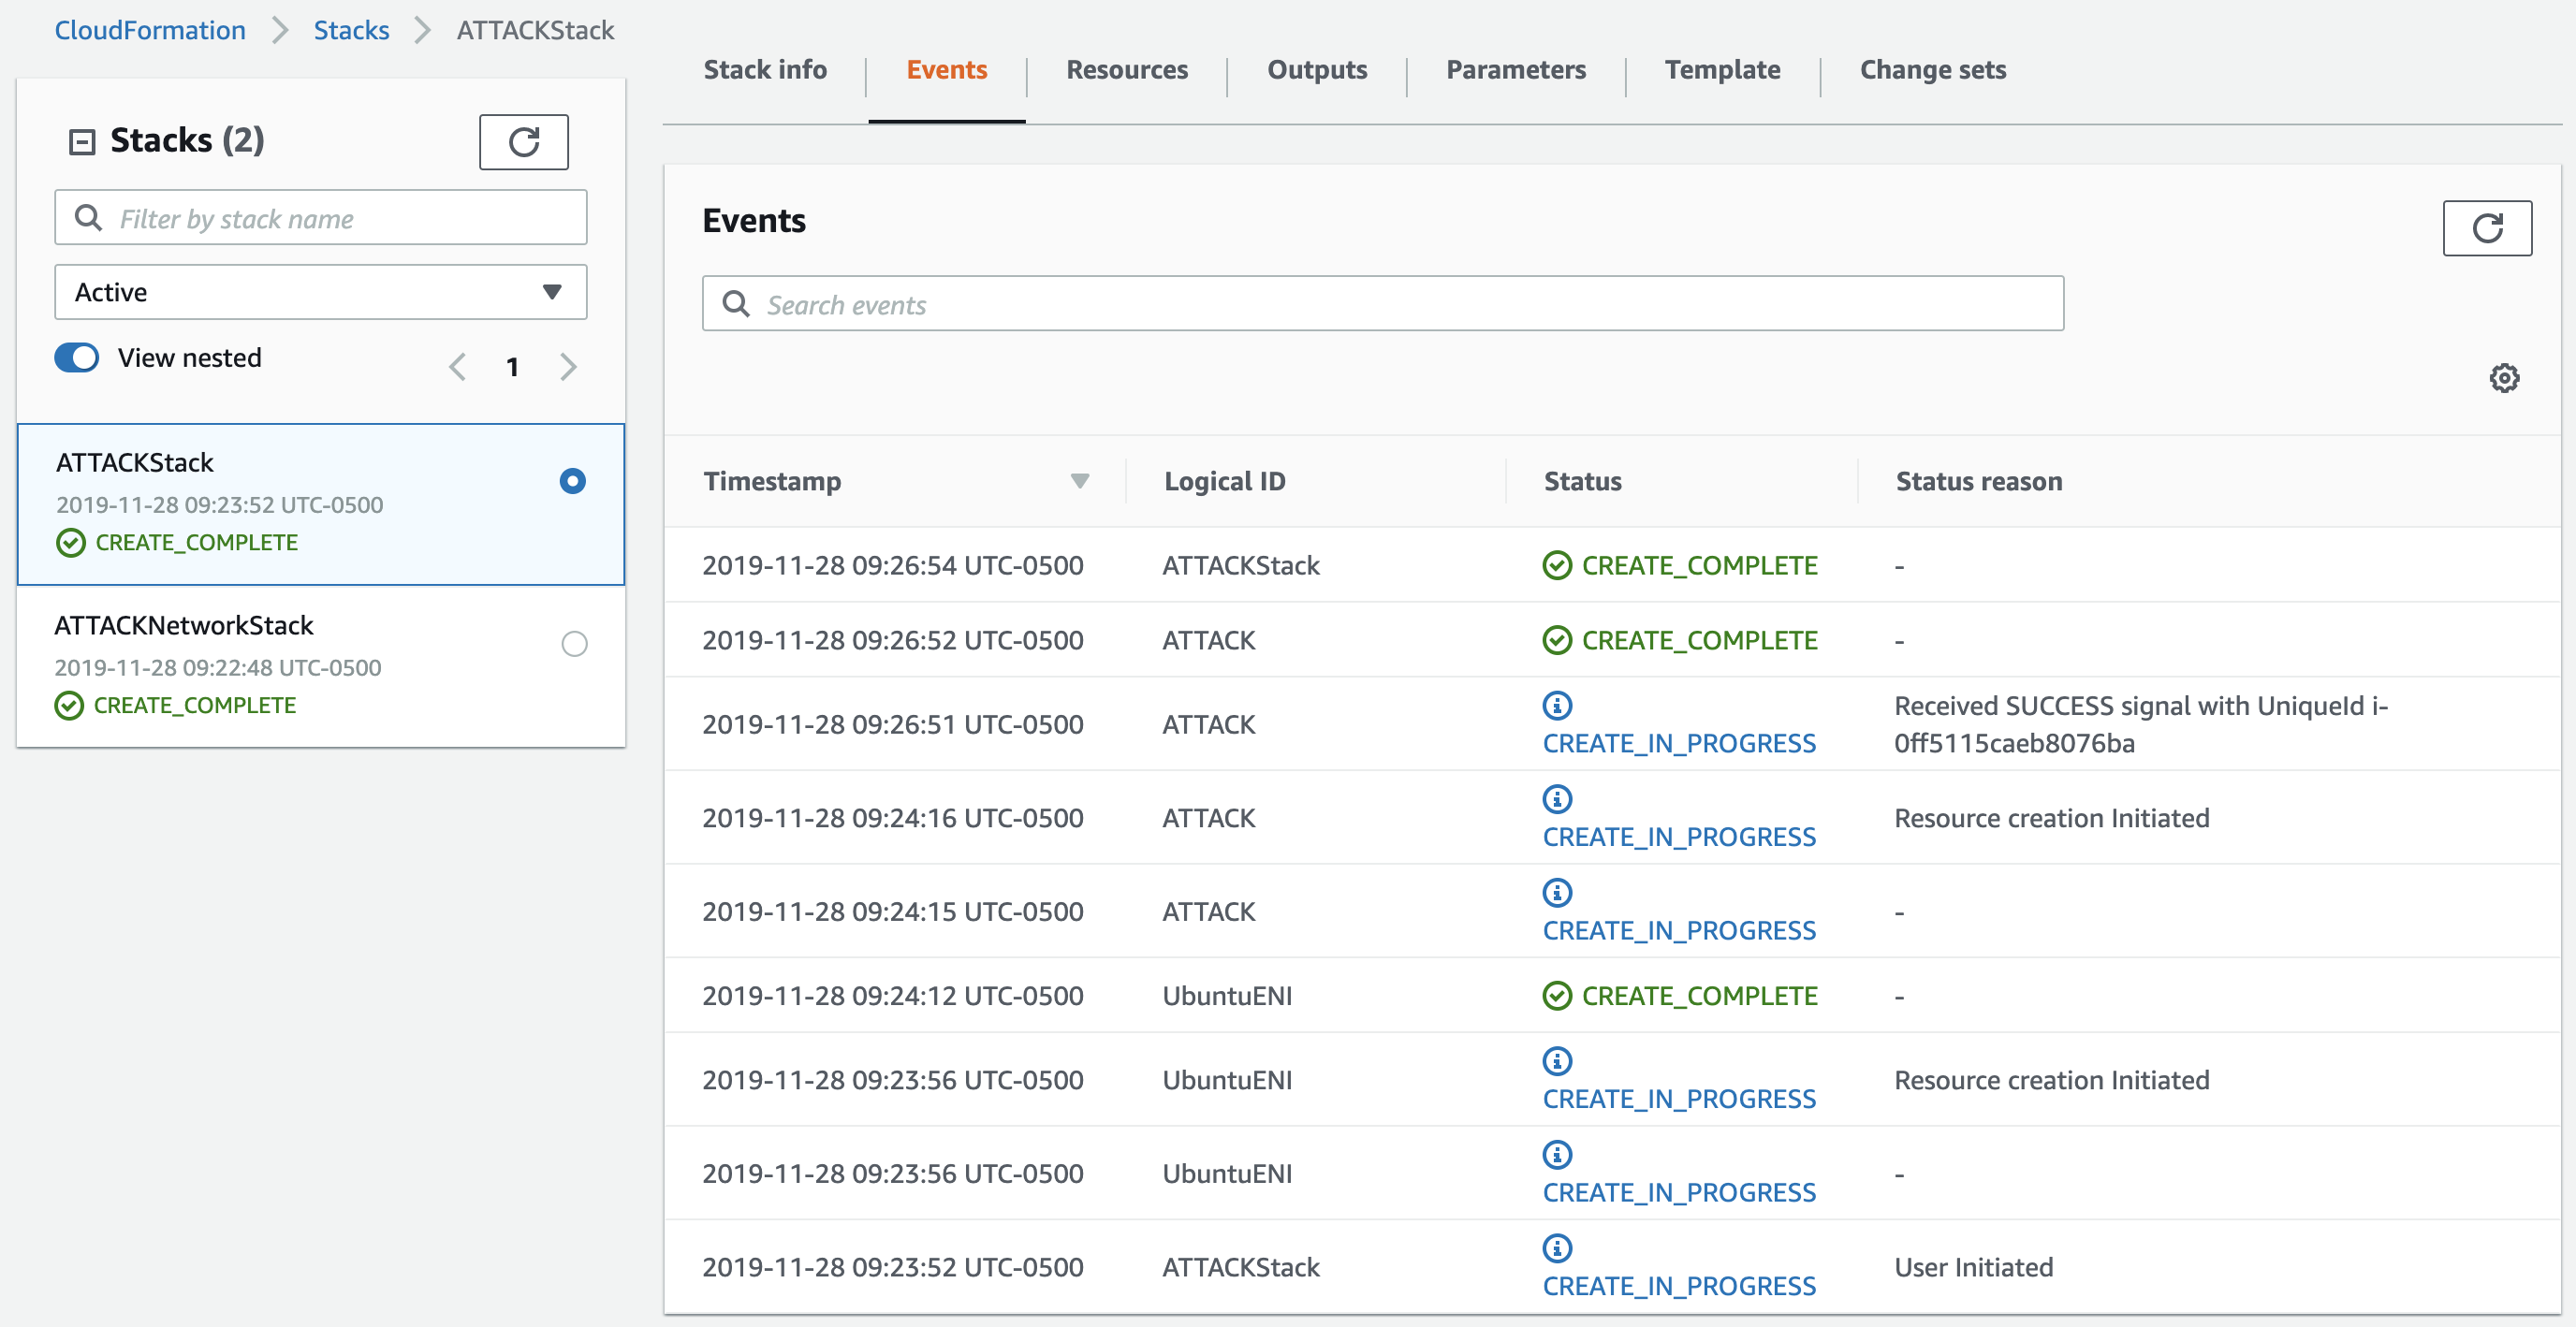 CloudFormation > Stacks > ATTACKStack
Stacks (2)
Filter by stack name
Active
View nested
1
ATTACKStack
2019-11-28 09:23:52 UTC-0500
CREATE_COMPLETE
ATTACKNetworkStack
2019-11-28 09:22:48 UTC-0500
CREATE_COMPLETE
Stack info Events Resources Outputs Parameters Template Change sets
Events
Search events
Timestamp Logical ID Status Status reason
2019-11-28 09:26:54 UTC-0500 ATTACKStack CREATE_COMPLETE -
2019-11-28 09:26:52 UTC-0500 ATTACK CREATE_COMPLETE -
2019-11-28 09:26:51 UTC-0500 ATTACK CREATE_IN_PROGRESS Received SUCCESS signal with UniqueId i-
0ff5115caeb8076ba
2019-11-28 09:24:16 UTC-0500 ATTACK CREATE_IN_PROGRESS Resource creation Initiated
2019-11-28 09:24:15 UTC-0500 ATTACK CREATE_IN_PROGRESS -
2019-11-28 09:24:12 UTC-0500 UbuntuENI CREATE_COMPLETE -
2019-11-28 09:23:56 UTC-0500 UbuntuENI CREATE_IN_PROGRESS Resource creation Initiated
2019-11-28 09:23:56 UTC-0500 UbuntuENI CREATE_IN_PROGRESS -
2019-11-28 09:23:52 UTC-0500 ATTACKStack CREATE_IN_PROGRESS User Initiated